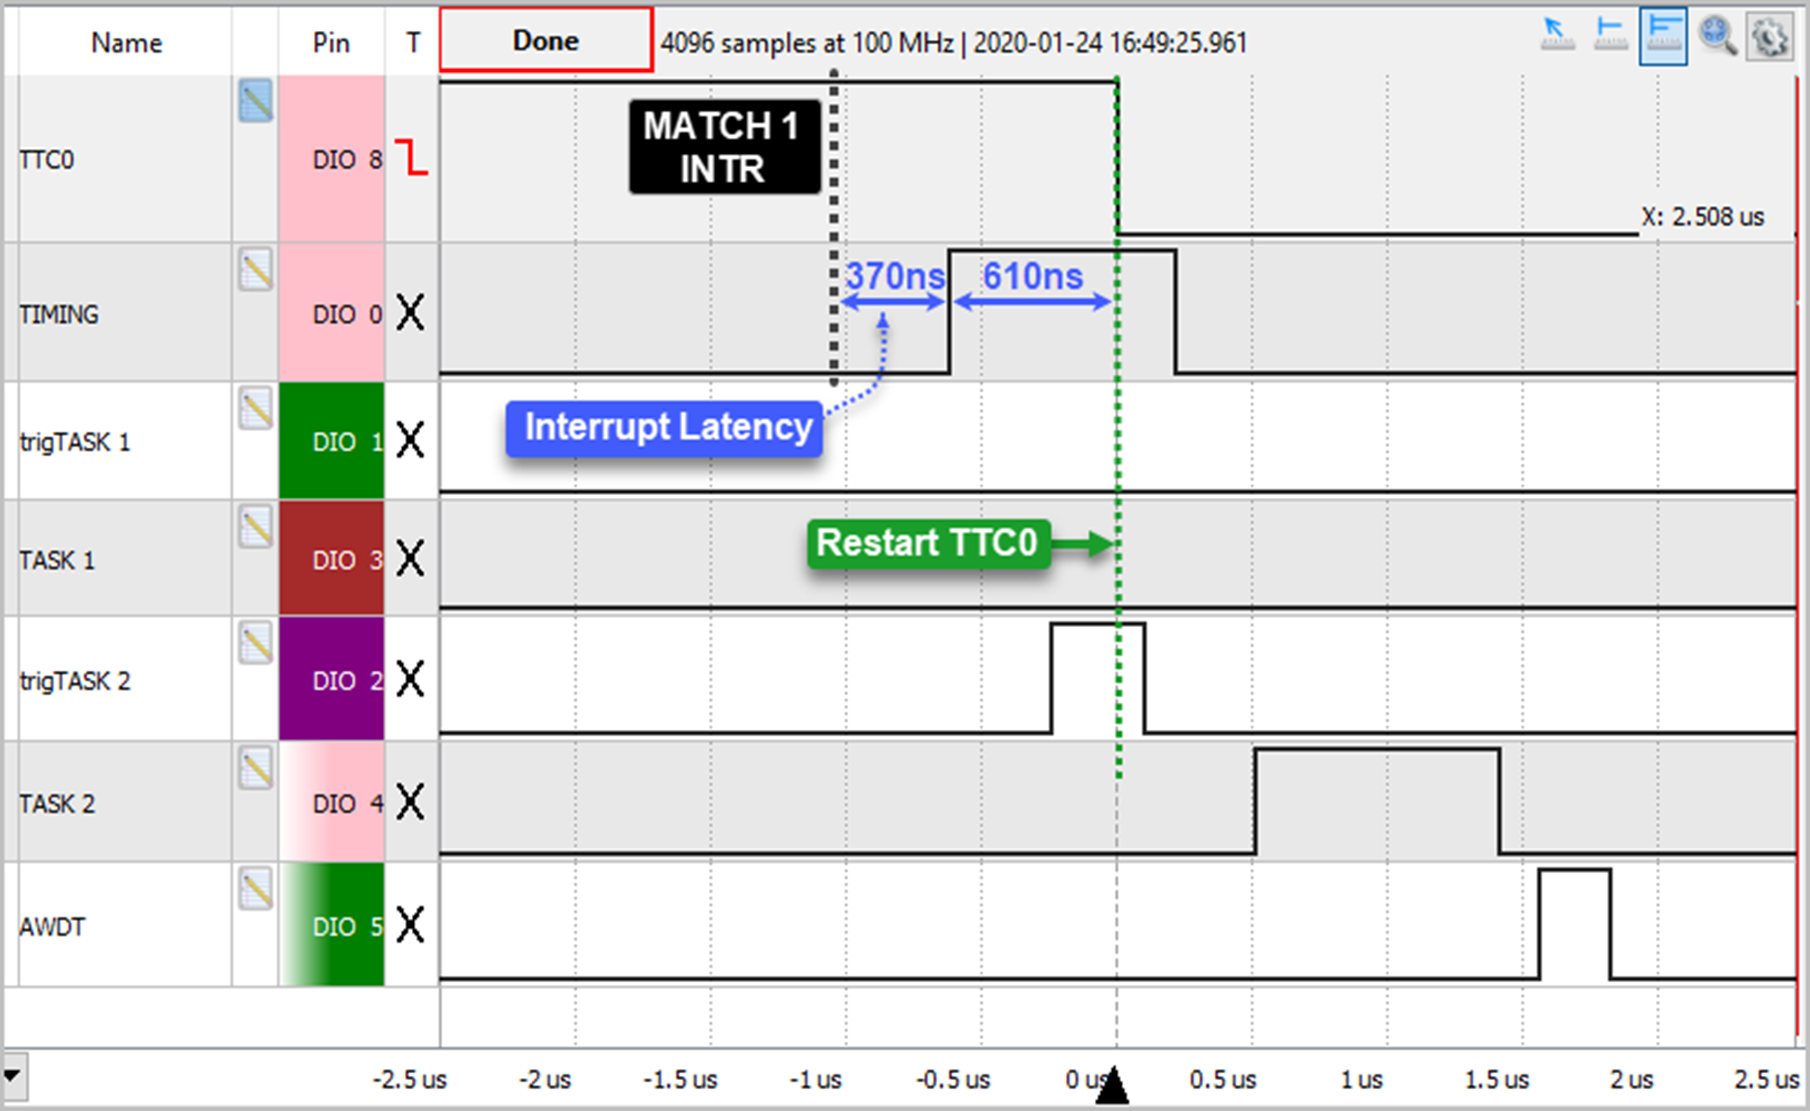 Name Pin T Done 4096 samples at 100 MHz | 2020-01-24 16:49:25.961
MATCH 1
INTR
TTC0 DIO 8
X: 2.508 us
370ns 610ns
TIMING DIO 0 X
Interrupt Latency
trigTASK 1 DIO 1 X
Restart TTC0
TASK 1 DIO 3 X
trigTASK 2 DIO 2 X
TASK 2 DIO 4 X
AWDT DIO 5 X
-2.5 us -2 us -1.5 us -1 us -0.5 us 0 us 0.5 us 1 us 1.5 us 2 us 2.5 us